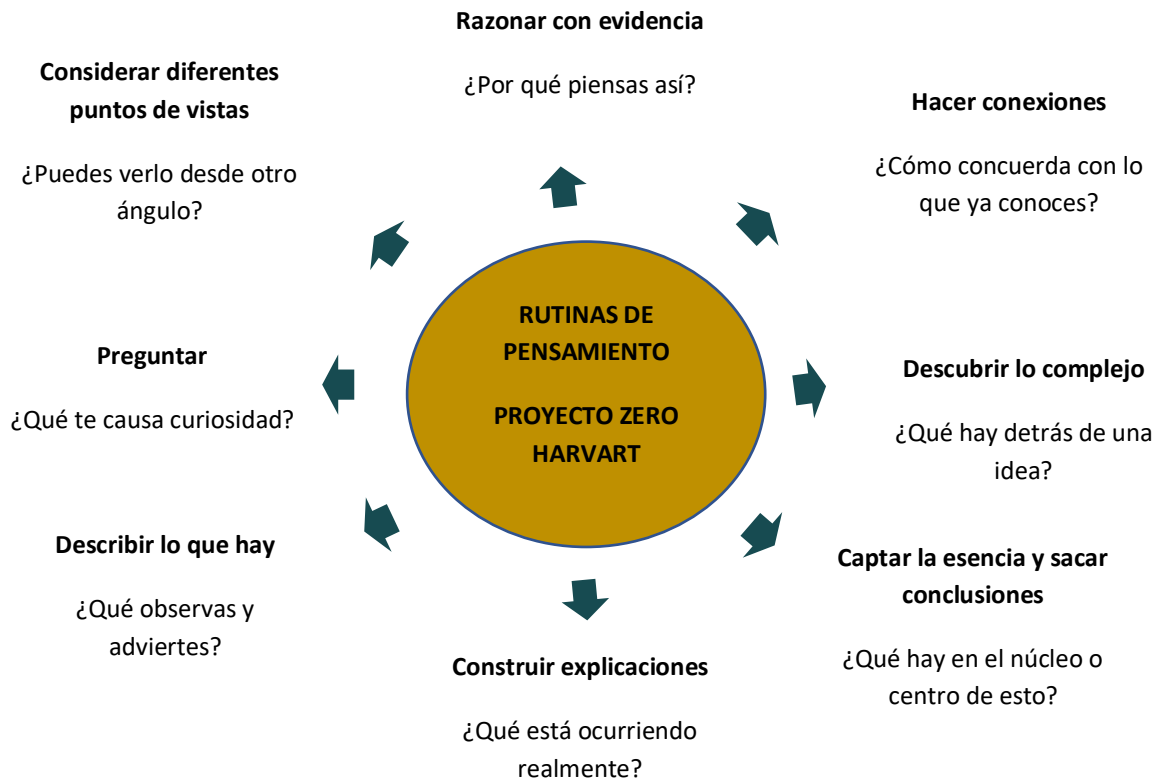 Razonar con evidencia
¿Por qué piensas así?
Considerar diferentes
puntos de vistas
¿Puedes verlo desde otro
ángulo?
Hacer conexiones
¿Cómo concuerda con lo
que ya conoces?
RUTINAS DE
PENSAMIENTO
PROYECTO ZERO
HARVART
Preguntar
¿Qué te causa curiosidad?
Descubrir lo complejo
¿Qué hay detrás de una
idea?
Describir lo que hay
¿Qué observas y
adviertes?
Captar la esencia y sacar
conclusiones
¿Qué hay en el núcleo o
centro de esto?
Construir explicaciones
¿Qué está ocurriendo
realmente?